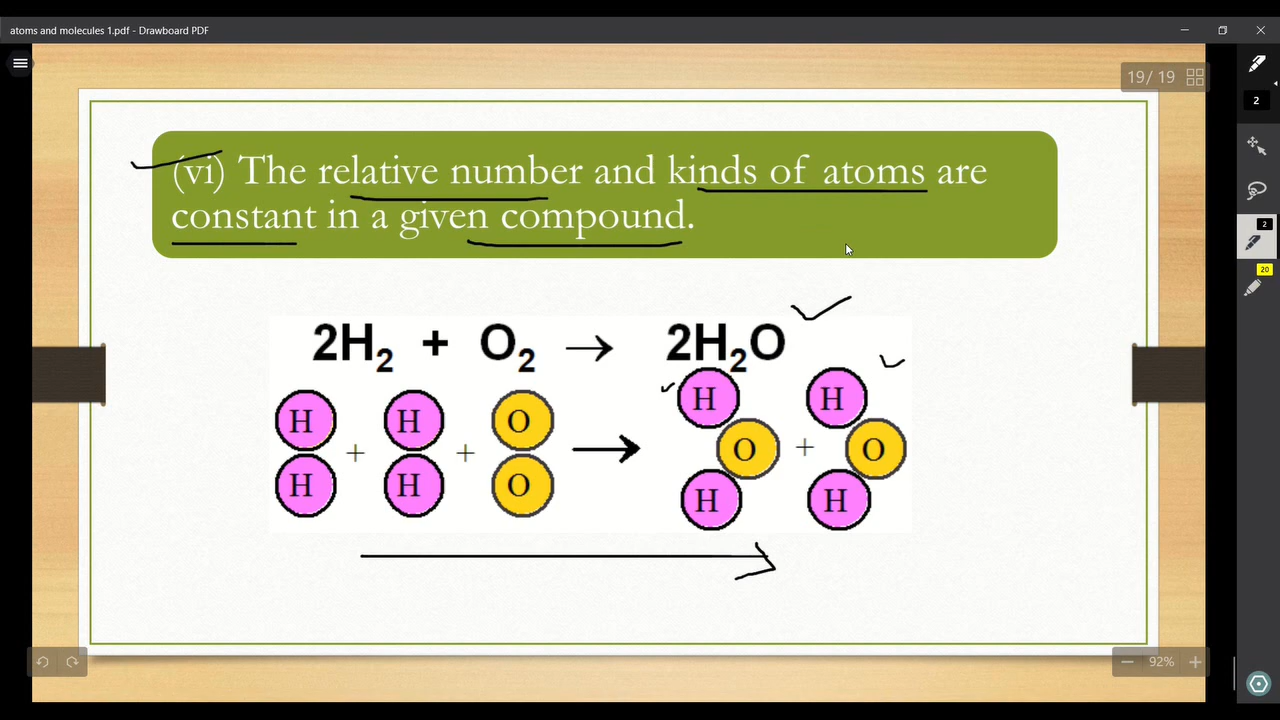 atoms and molecules 1.pdf - Drawboard PDF
19/ 19
2
(vi) The relative number and kinds of atoms are
constant in a given compound.
2
20
2H₂ + O₂ → 2H₂O
H H O H H
+ + → O + O
H H O H H
92%